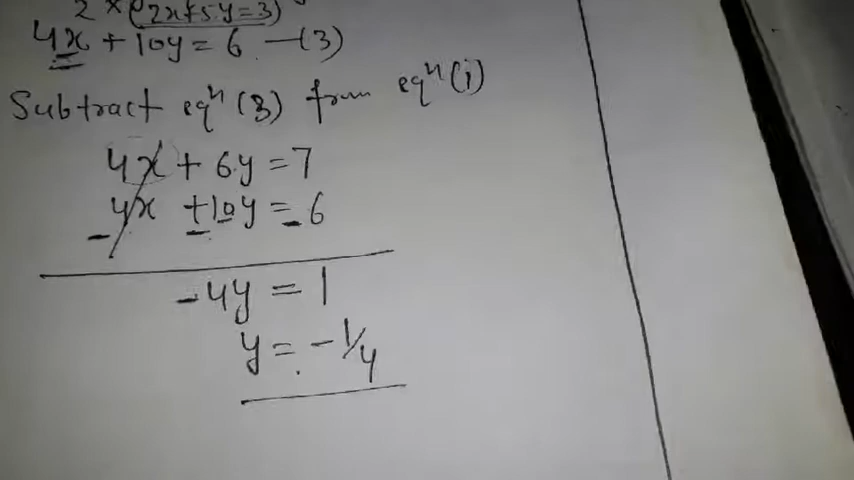 2 × (2x+5y=3)
4x + 10y = 6 —(3)
Subtract eqⁿ (3) from eqⁿ (i)
4x + 6y = 7
4x + 10y = 6
- - -
-4y = 1
y = -1/4